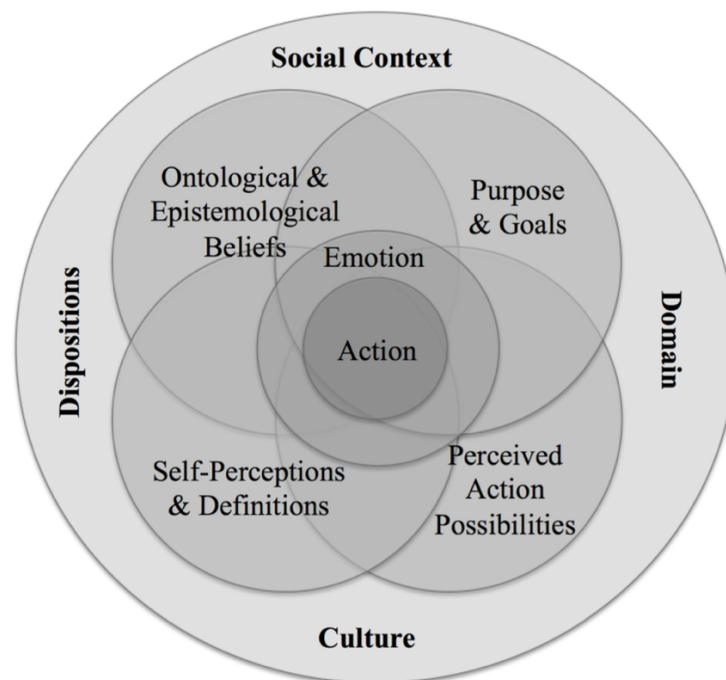 Social Context
Ontological &
Epistemological
Beliefs
Purpose
& Goals
Emotion
Dispositions
Action
Domain
Self-Perceptions
& Definitions
Perceived
Action
Possibilities
Culture